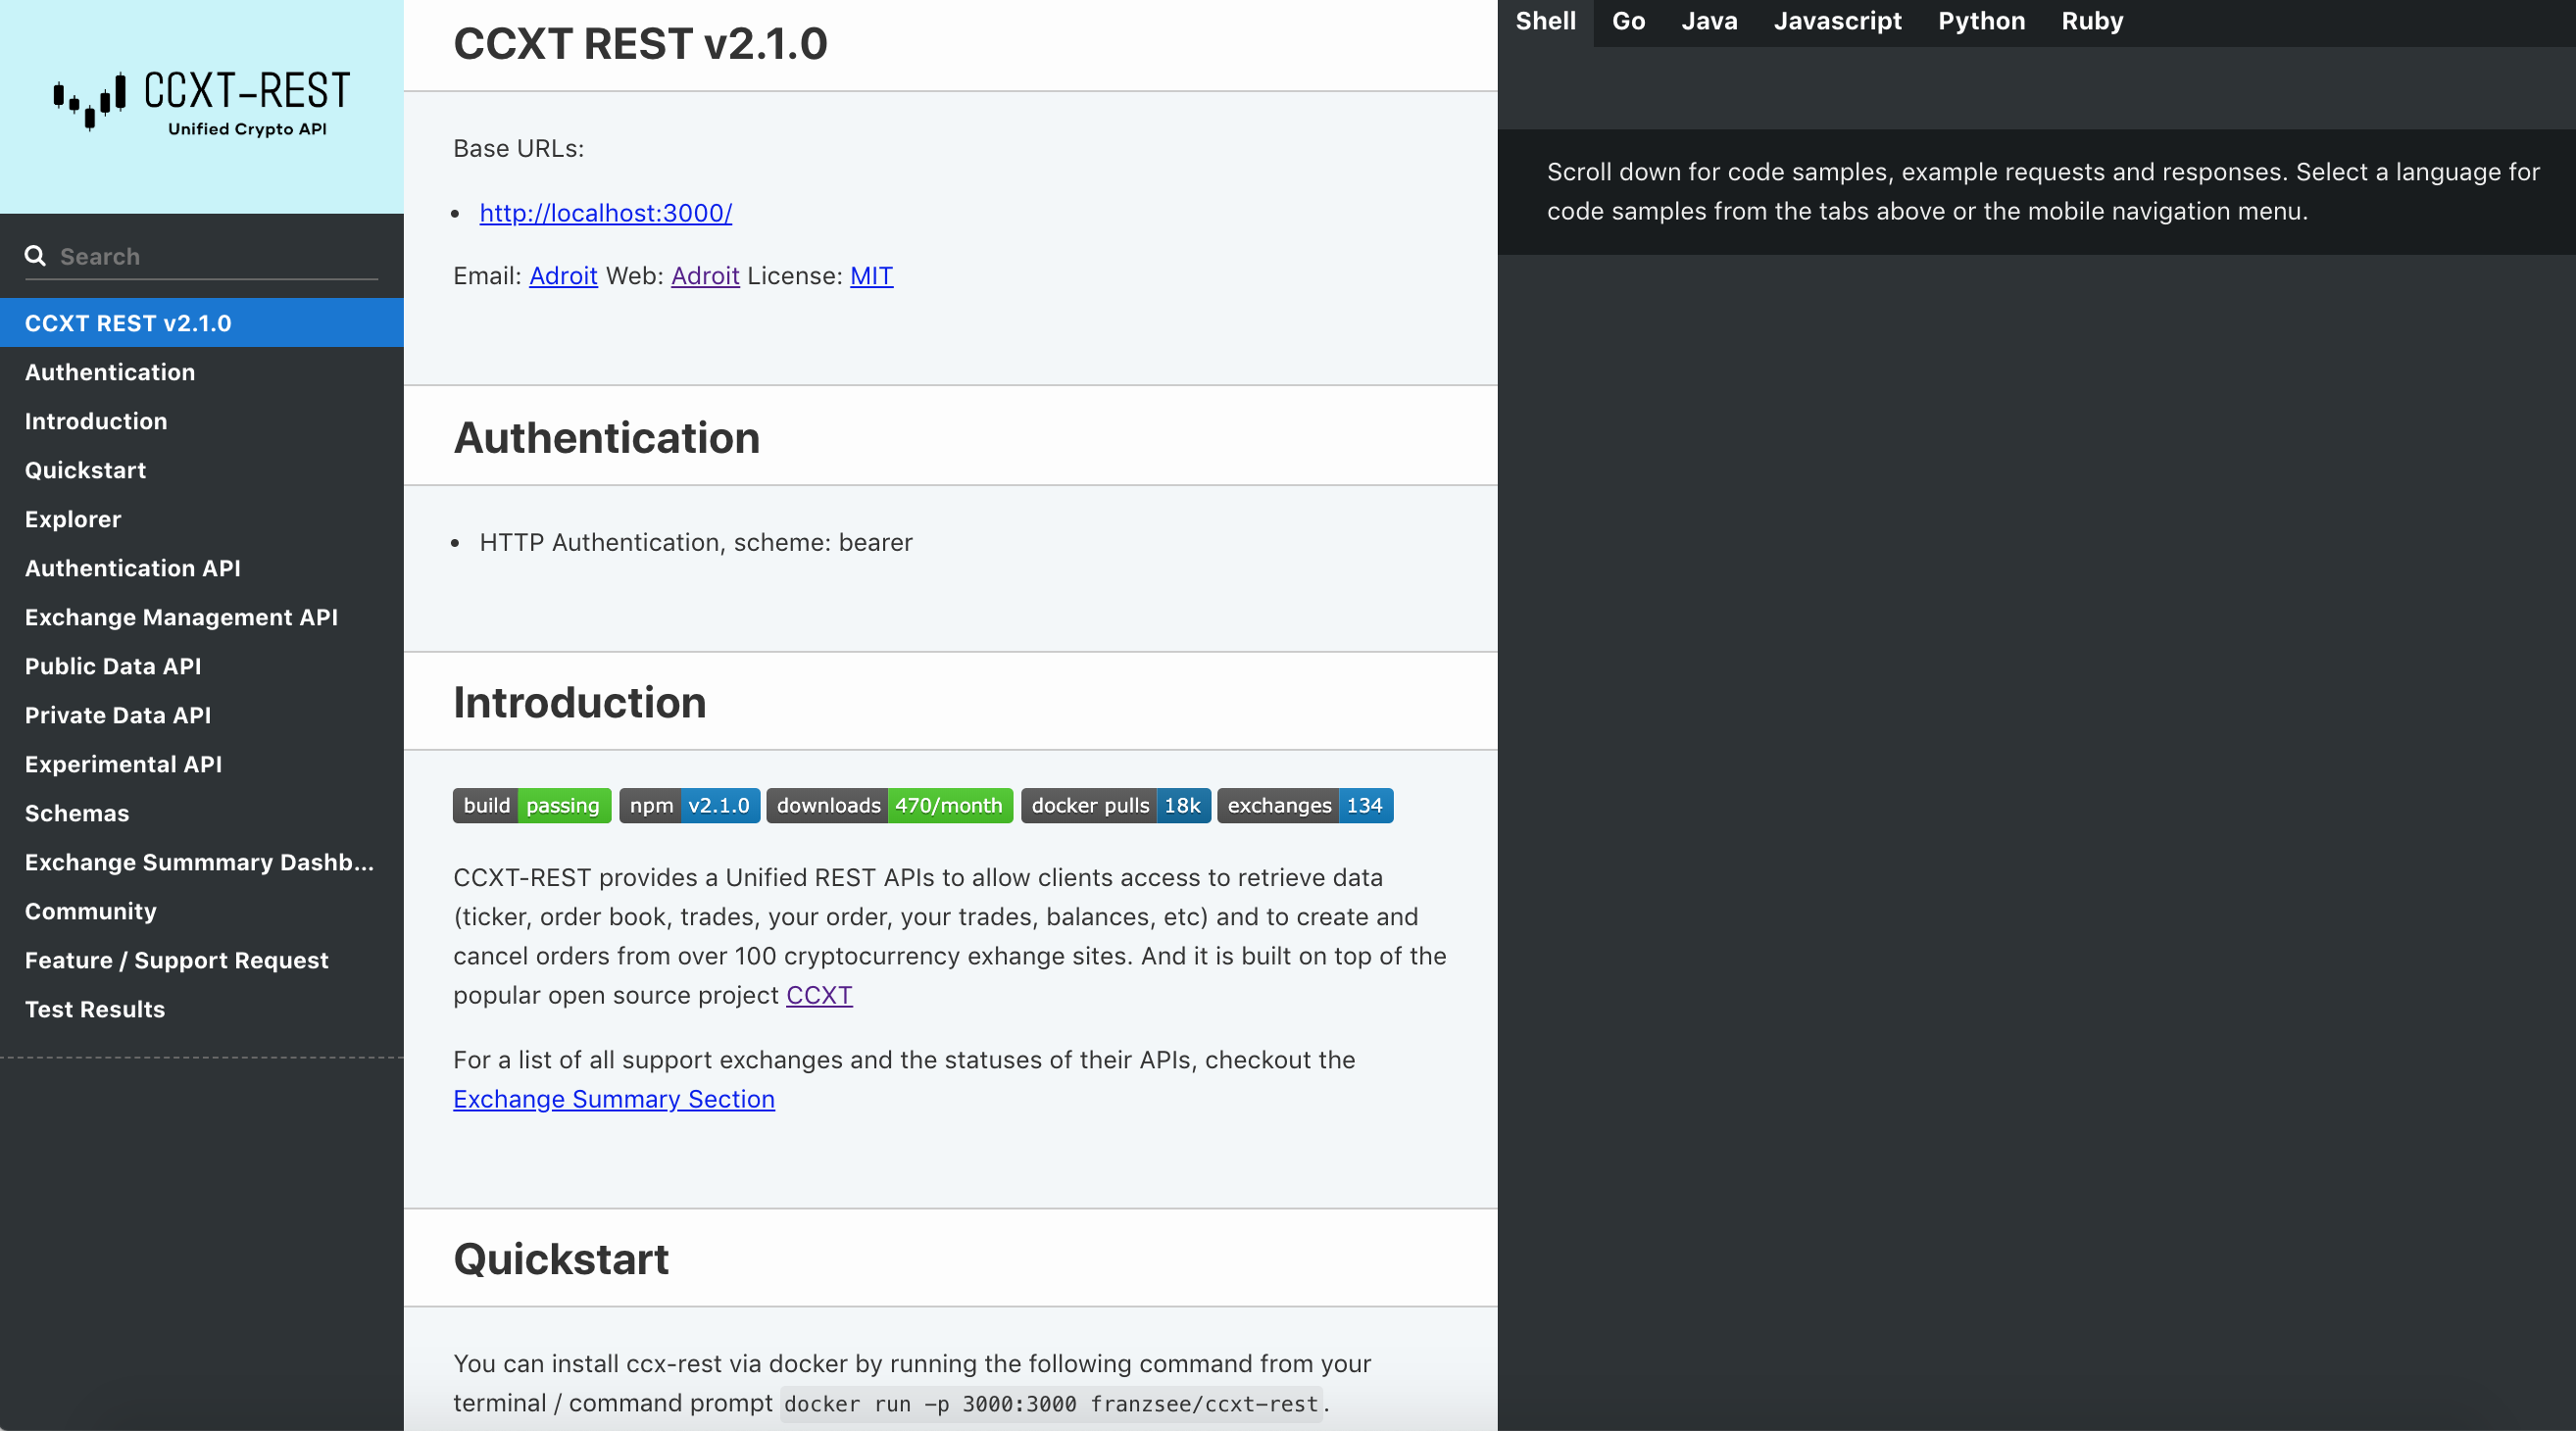 CCXT-REST
Unified Crypto API
Search
CCXT REST v2.1.0
Authentication
Introduction
Quickstart
Explorer
Authentication API
Exchange Management API
Public Data API
Private Data API
Experimental API
Schemas
Exchange Summmary Dashb...
Community
Feature / Support Request
Test Results
CCXT REST v2.1.0
Base URLs:
• http://localhost:3000/
Email: Adroit Web: Adroit License: MIT
Authentication
• HTTP Authentication, scheme: bearer
Introduction
build passing npm v2.1.0 downloads 470/month docker pulls 18k exchanges 134
CCXT-REST provides a Unified REST APIs to allow clients access to retrieve data
(ticker, order book, trades, your order, your trades, balances, etc) and to create and
cancel orders from over 100 cryptocurrency exhange sites. And it is built on top of the
popular open source project CCXT
For a list of all support exchanges and the statuses of their APIs, checkout the
Exchange Summary Section
Quickstart
You can install ccx-rest via docker by running the following command from your
terminal / command prompt docker run -p 3000:3000 franzsee/ccxt-rest.
Shell Go Java Javascript Python Ruby
Scroll down for code samples, example requests and responses. Select a language for
code samples from the tabs above or the mobile navigation menu.